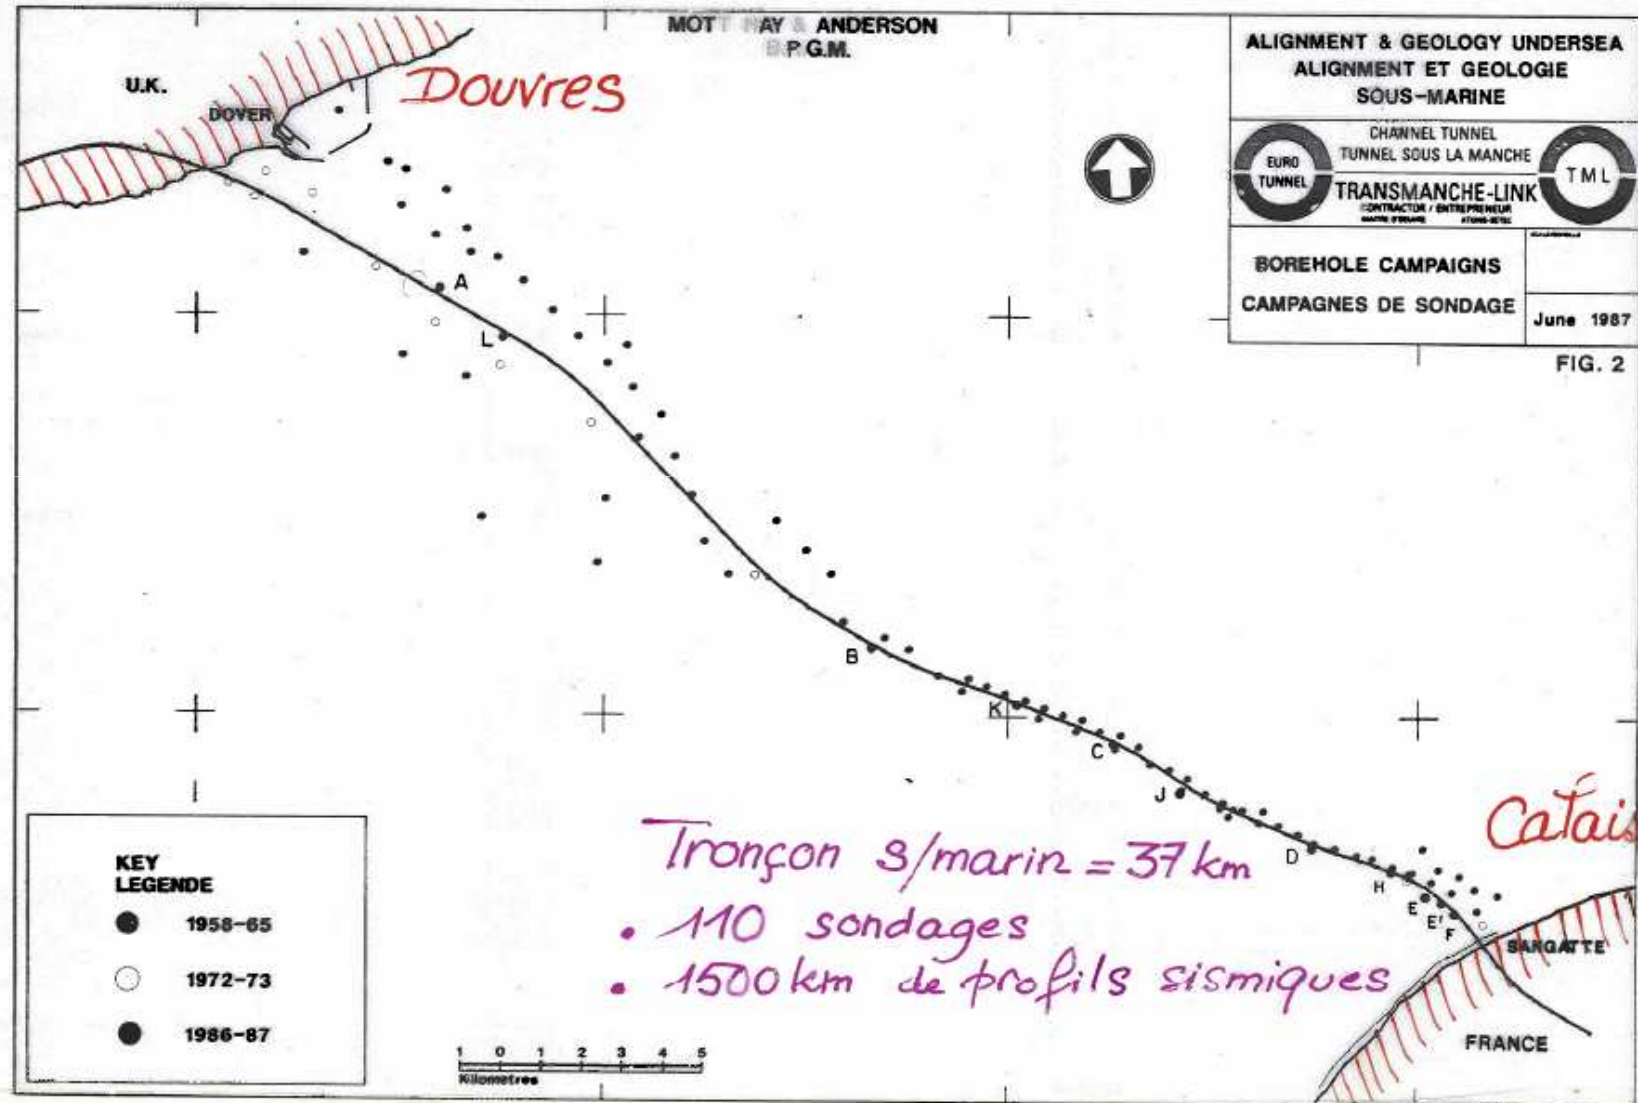 MOTT HAY & ANDERSON
P.G.M.
U.K.
DOVER
Douvres
ALIGNMENT & GEOLOGY UNDERSEA
ALIGNMENT ET GEOLOGIE
SOUS-MARINE
EURO
TUNNEL
CHANNEL TUNNEL
TUNNEL SOUS LA MANCHE
TRANSMANCHE-LINK
CONTRACTOR / ENTREPRENEUR
TML
BOREHOLE CAMPAIGNS
CAMPAGNES DE SONDAGE
June 1987
FIG. 2
A
L
B
K
C
J
D
H
E
E'
F
Calais
SANGATTE
FRANCE
Tronçon s/marin = 37 km
• 110 sondages
• 1500 km de profils sismiques
KEY
LEGENDE
1958-65
1972-73
1986-87
1 0 1 2 3 4 5
Kilometres